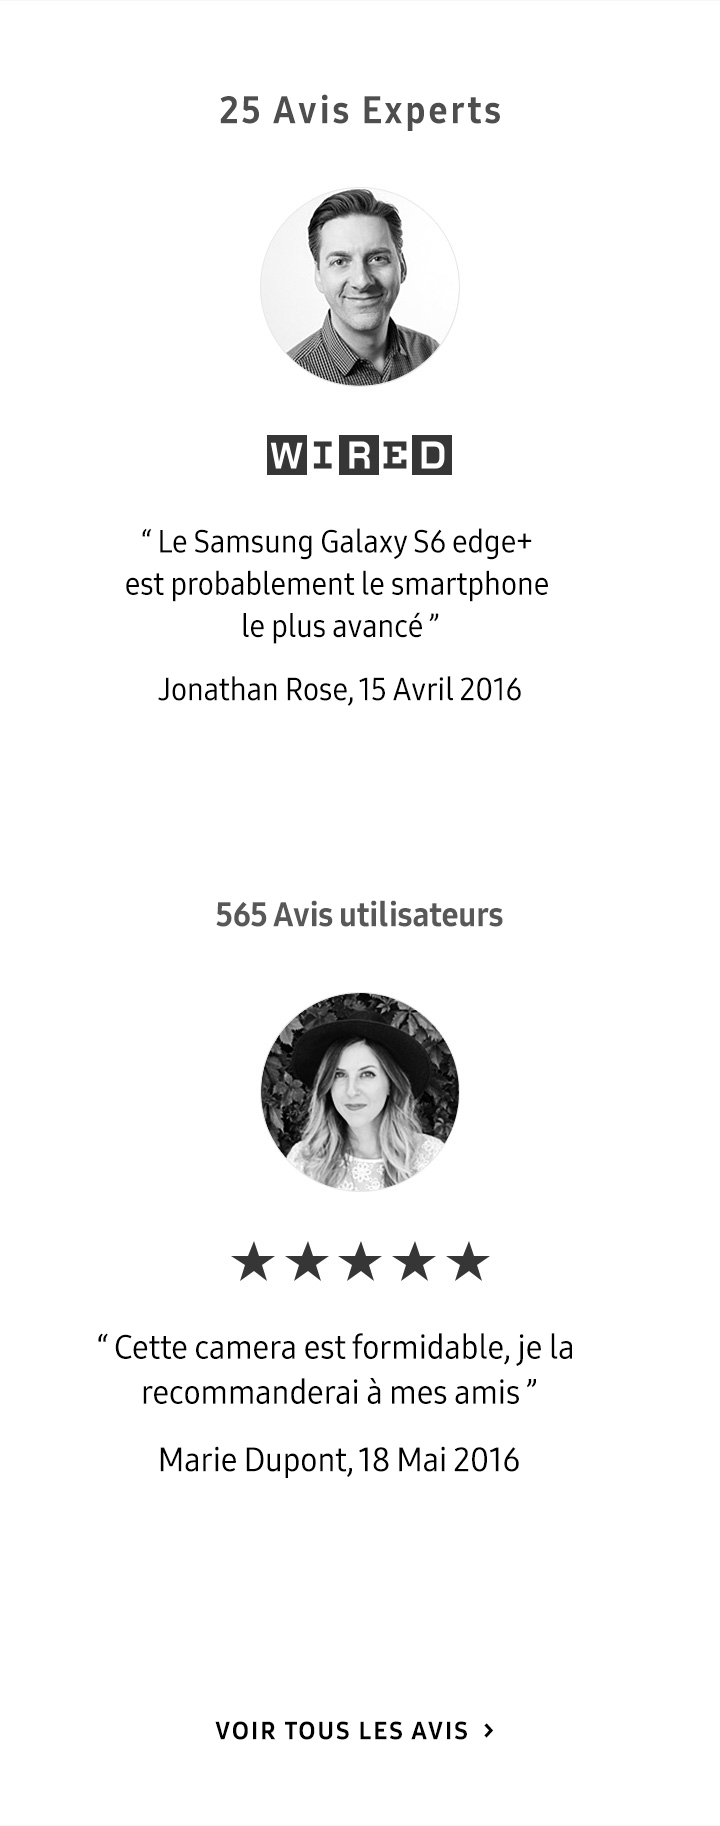 25 Avis Experts
WIRED
“ Le Samsung Galaxy S6 edge+
est probablement le smartphone
le plus avancé ”
Jonathan Rose, 15 Avril 2016
565 Avis utilisateurs
★★★★★
“ Cette camera est formidable, je la
recommanderai à mes amis ”
Marie Dupont, 18 Mai 2016
VOIR TOUS LES AVIS ›